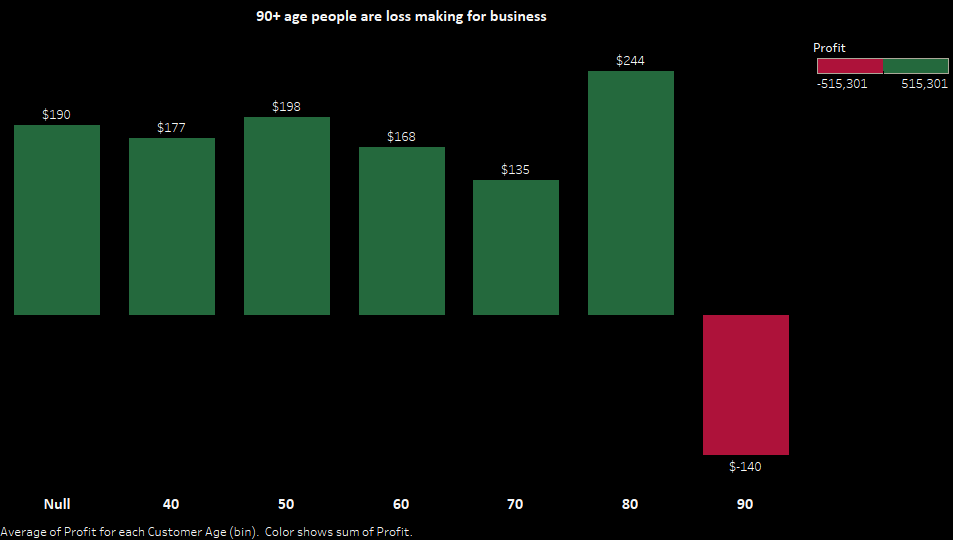 90+ age people are loss making for business
Profit
-515,301 515,301
$244
$198
$190
$177
$168
$135
$-140
Null 40 50 60 70 80 90
Average of Profit for each Customer Age (bin). Color shows sum of Profit.